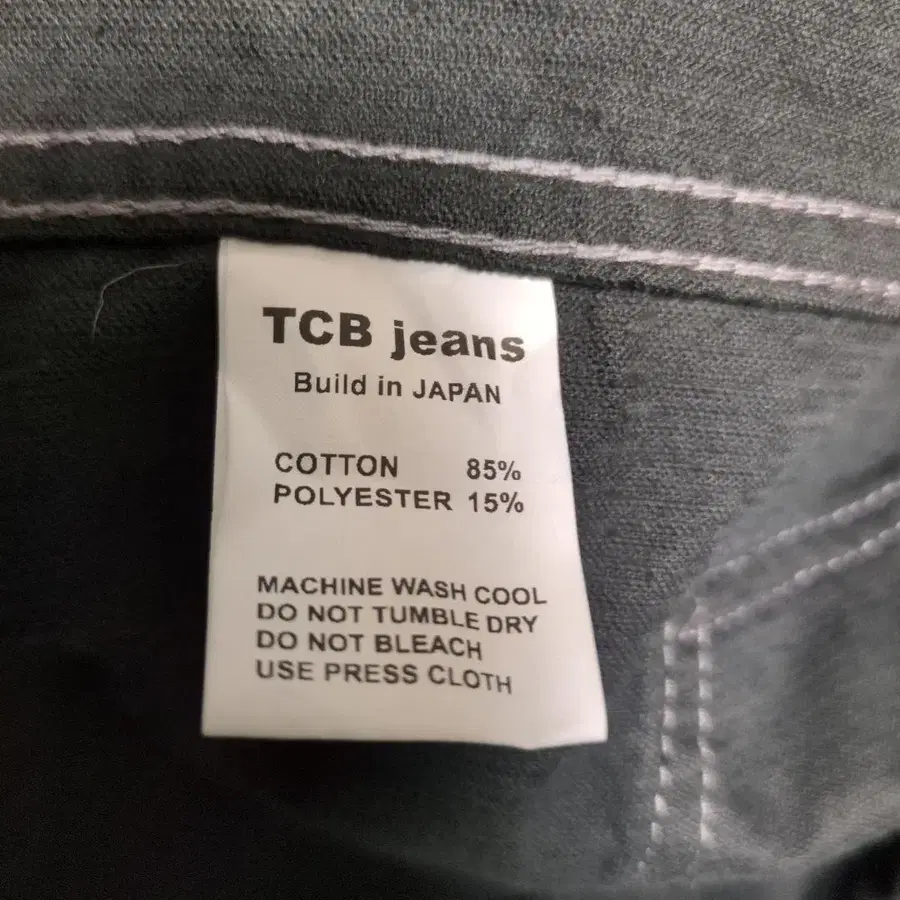 TCB jeans
Build in JAPAN
COTTON 85%
POLYESTER 15%
MACHINE WASH COOL
DO NOT TUMBLE DRY
DO NOT BLEACH
USE PRESS CLOTH